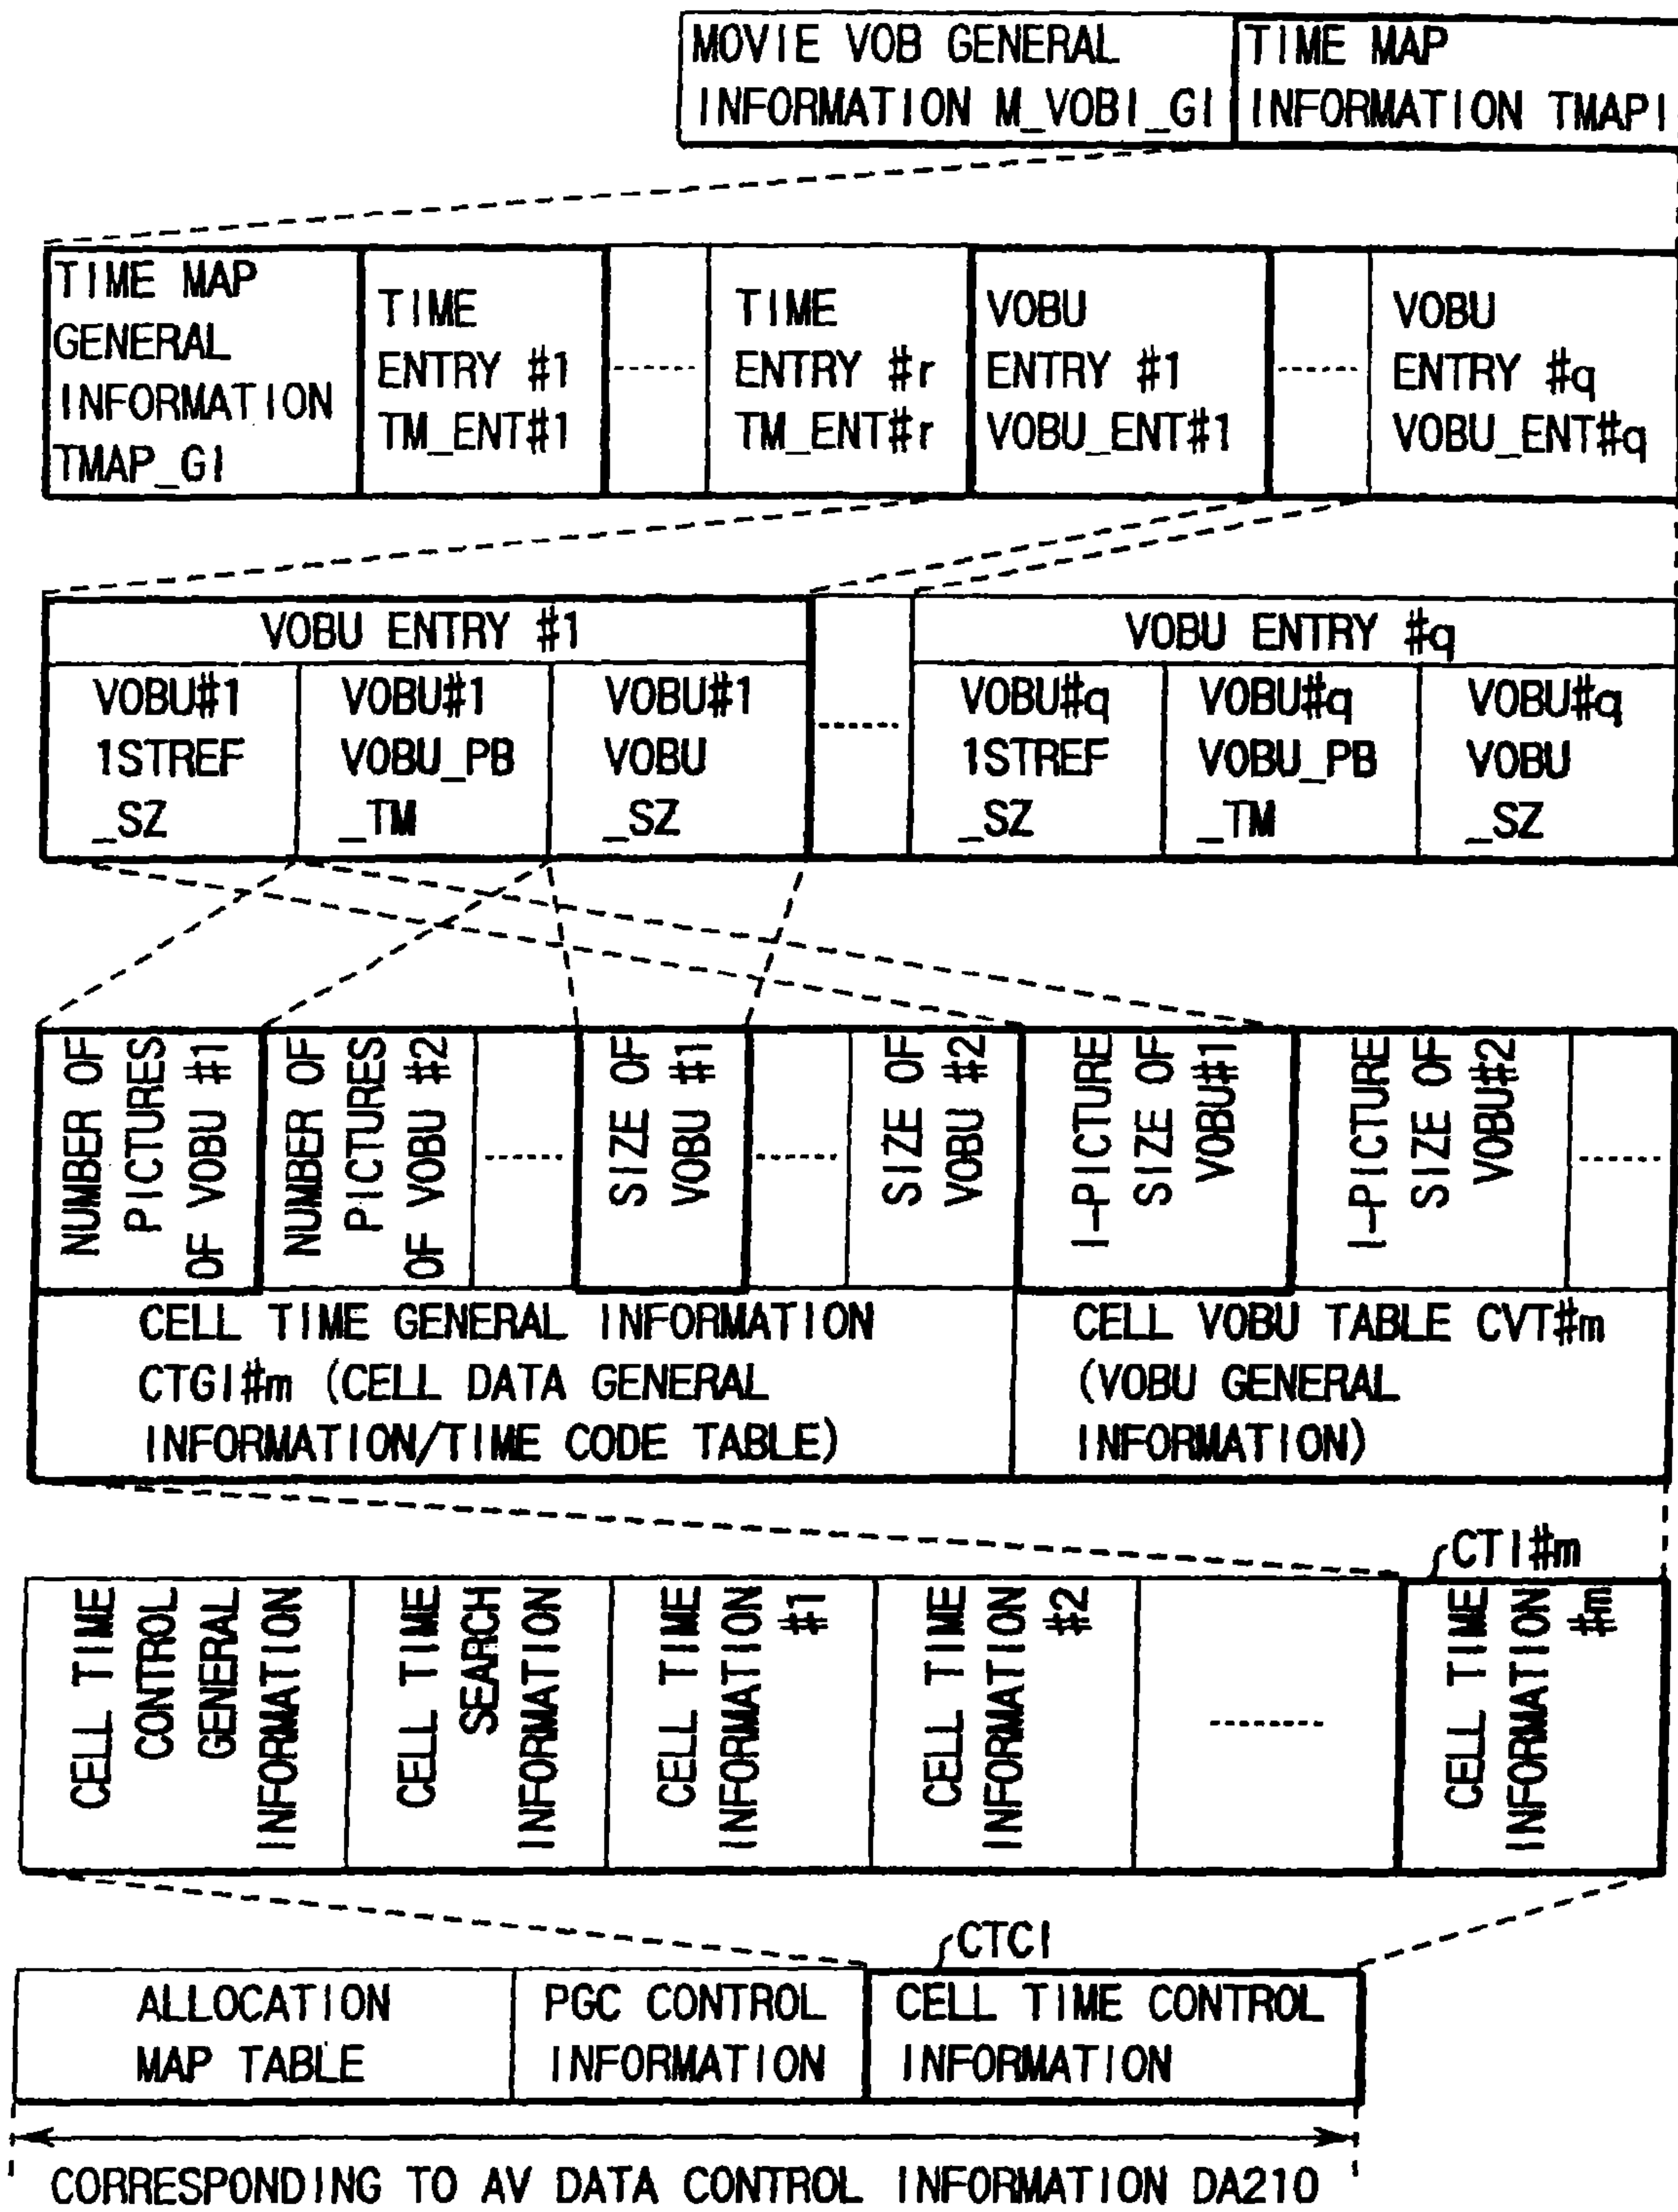 MOVIE VOB GENERAL
INFORMATION M_VOBI_GI
TIME MAP
INFORMATION TMAPI
TIME MAP
GENERAL
INFORMATION
TMAP_GI
TIME
ENTRY #1
TM_ENT#1
TIME
ENTRY #r
TM_ENT#r
VOBU
ENTRY #1
VOBU_ENT#1
VOBU
ENTRY #q
VOBU_ENT#q
VOBU ENTRY #1
VOBU ENTRY #q
VOBU#1
1STREF
_SZ
VOBU#1
VOBU_PB
_TM
VOBU#1
VOBU
_SZ
VOBU#q
1STREF
_SZ
VOBU#q
VOBU_PB
_TM
VOBU#q
VOBU
_SZ
NUMBER OF
PICTURES
OF VOBU #1
NUMBER OF
PICTURES
OF VOBU #2
SIZE OF
VOBU #1
SIZE OF
VOBU #2
I-PICTURE
SIZE OF
VOBU#1
I-PICTURE
SIZE OF
VOBU#2
CELL TIME GENERAL INFORMATION
CTGI#m (CELL DATA GENERAL
INFORMATION/TIME CODE TABLE)
CELL VOBU TABLE CVT#m
(VOBU GENERAL
INFORMATION)
CTI#m
CELL TIME
CONTROL
GENERAL
INFORMATION
CELL TIME
SEARCH
INFORMATION
CELL TIME
INFORMATION
#1
CELL TIME
INFORMATION
#2
CELL TIME
INFORMATION
#m
CTCI
ALLOCATION
MAP TABLE
PGC CONTROL
INFORMATION
CELL TIME CONTROL
INFORMATION
CORRESPONDING TO AV DATA CONTROL INFORMATION DA210